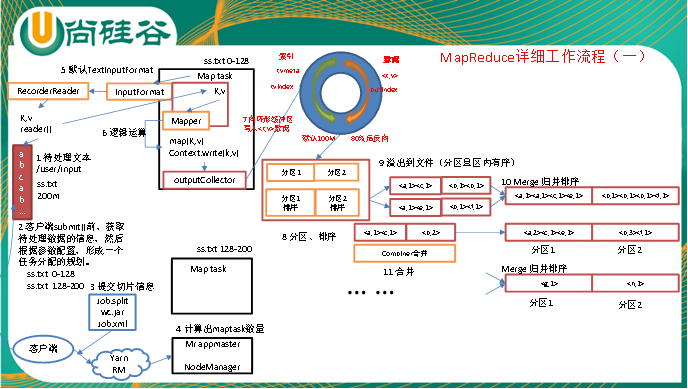 尚硅谷
MapReduce详细工作流程（一）
ss.txt 0-128
5 默认TextInputFormat
Map task
RecorderReader
InputFormat
K,v
K,v
reader()
Mapper
6 逻辑运算
map(K,v)
Context.write(k,v)
outputCollector
索引
kvmeta
kvindex
数据
<k,v>
bufindex
7 向环形缓冲区
写入<k,v>数据
默认100M
80%后反向
a b
c
a b
...
1 待处理文本
/user/input
ss.txt
200m
2 客户端submit()前，获取
待处理数据的信息，然后
根据参数配置，形成一个
任务分配的规划。
ss.txt 0-128
ss.txt 128-200
3 提交切片信息
Job.split
wc.jar
Job.xml
客户端
Yarn
RM
4 计算出maptask数量
Mrappmaster
NodeManager
ss.txt 128-200
Map task
分区1
分区2
分区1
排序
分区2
排序
8 分区、排序
9 溢出到文件（分区且区内有序）
<a,1><c,1>
<b,1><b,1>
<a,1><e,1>
<b,1><f,1>
10 Merge 归并排序
<a,1><a,1><c,1><e,1>
<b,1><b,1><b,1><f,1>
<a,1><c,1>
<b,2>
Combiner合并
11 合并
<a,2><c,1><e,1>
<b,3><f,1>
分区1
分区2
Merge 归并排序
<g,1>
<h,1>
分区1
分区2
... ...